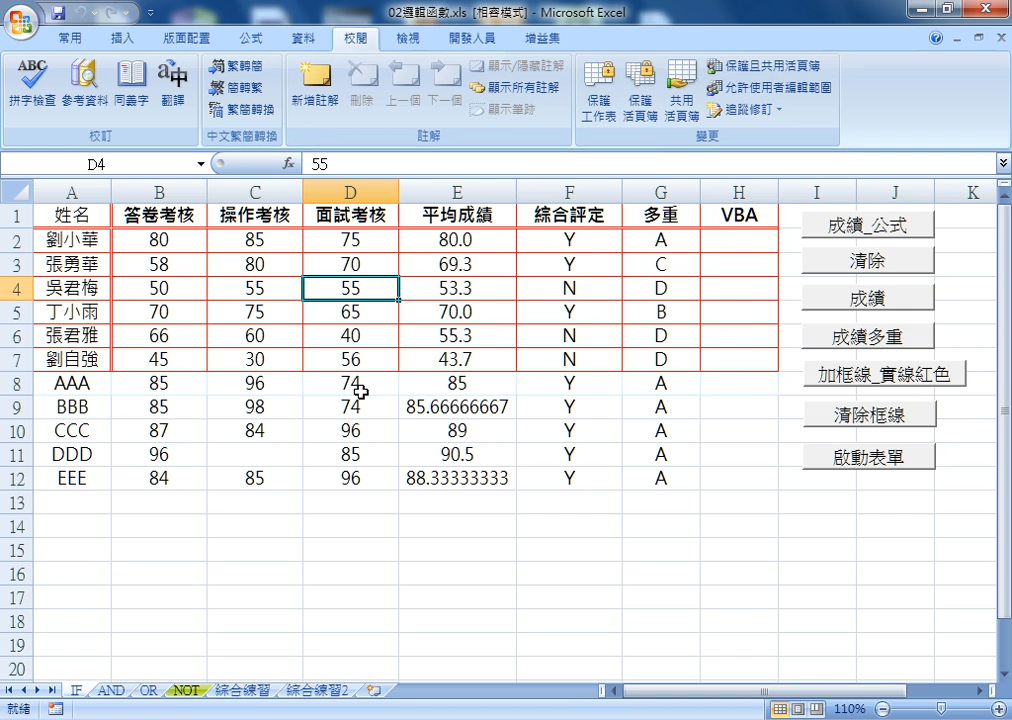 02邏輯函數.xls [相容模式] - Microsoft Excel
常用 插入 版面配置 公式 資料 校閱 檢視 開發人員 增益集
ABC 拼字檢查 參考資料 同義字 翻譯
校訂
繁轉簡
簡轉繁
繁簡轉換
中文繁簡轉換
新增註解 刪除 上一個 下一個
顯示/隱藏註解
顯示所有註解
顯示筆跡
註解
保護工作表 保護活頁簿 共用活頁簿
保護且共用活頁簿
允許使用者編輯範圍
追蹤修訂
變更
D4 fx 55
A B C D E F G H I J K
1 姓名 答卷考核 操作考核 面試考核 平均成績 綜合評定 多重 VBA
2 劉小華 80 85 75 80.0 Y A
3 張勇華 58 80 70 69.3 Y C
4 吳君梅 50 55 55 53.3 N D
5 丁小雨 70 75 65 70.0 Y B
6 張君雅 66 60 40 55.3 N D
7 劉自強 45 30 56 43.7 N D
8 AAA 85 96 74 85 Y A
9 BBB 85 98 74 85.66666667 Y A
10 CCC 87 84 96 89 Y A
11 DDD 96 85 90.5 Y A
12 EEE 84 85 96 88.33333333 Y A
13
14
15
16
17
18
19
20
成績_公式
清除
成績
成績多重
加框線_實線紅色
清除框線
啟動表單
IF AND OR NOT 綜合練習 綜合練習2
就緒 110%